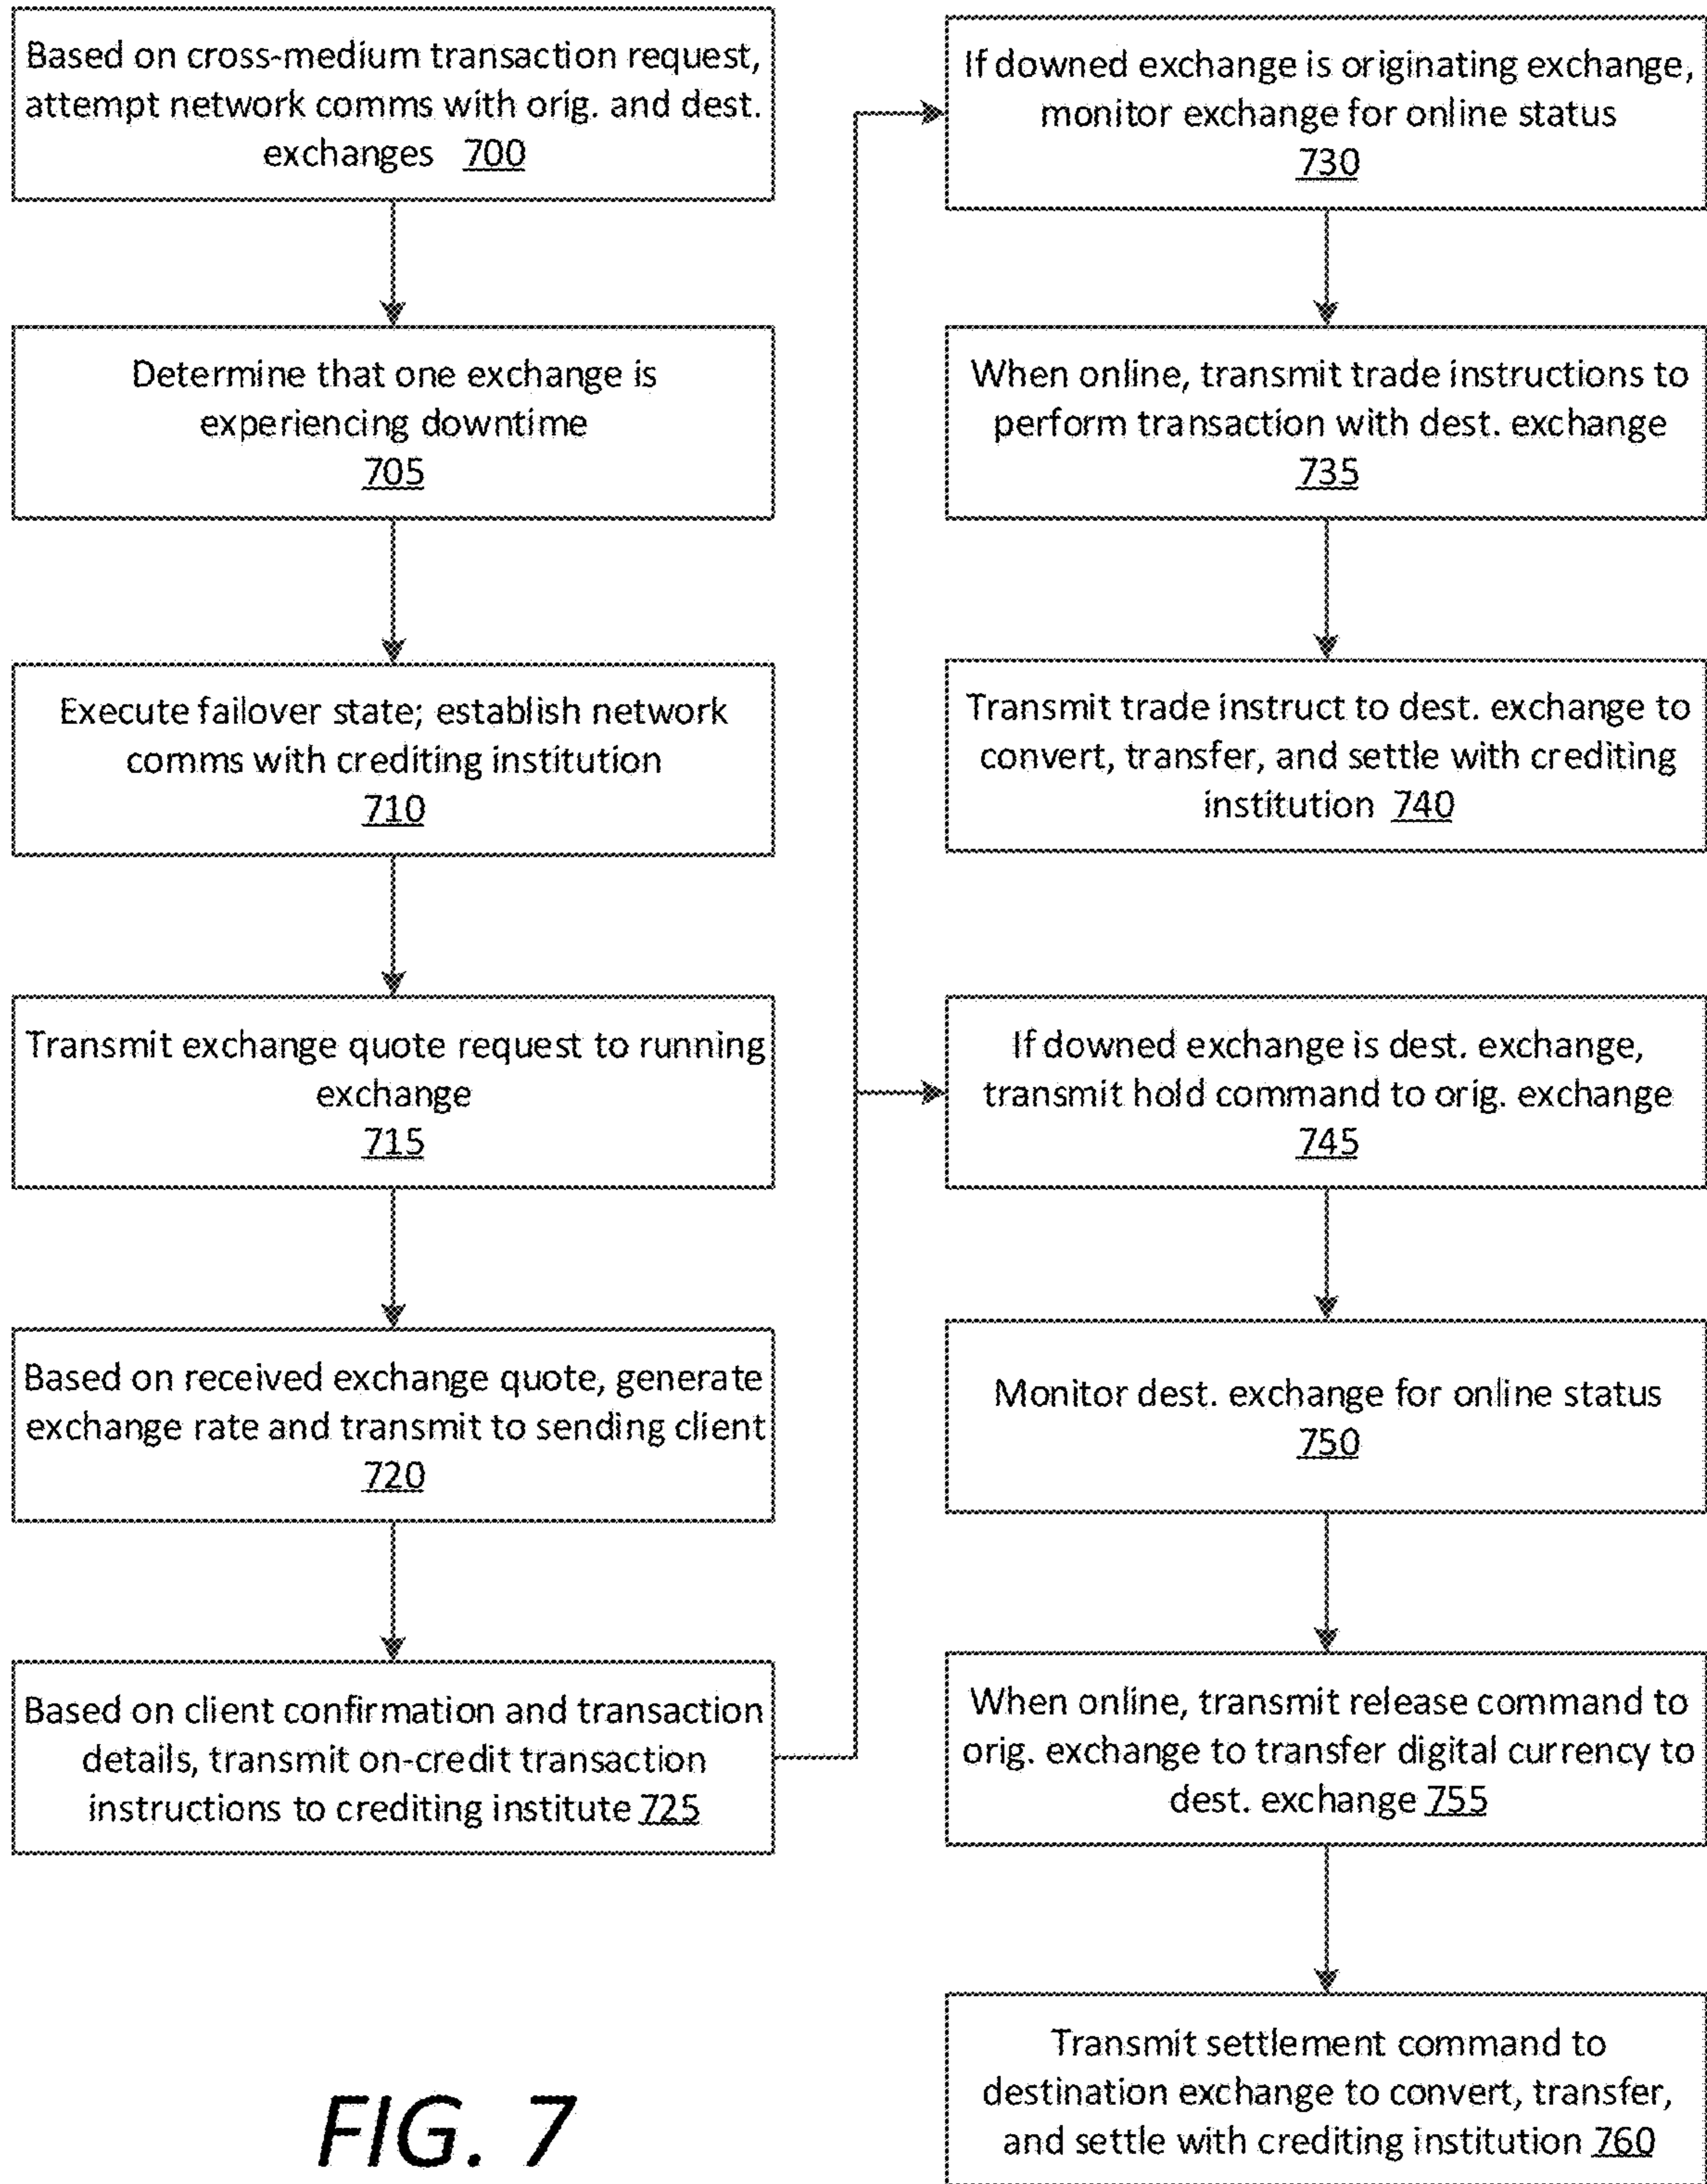 Based on cross-medium transaction request,
attempt network comms with orig. and dest.
exchanges 700
Determine that one exchange is
experiencing downtime
705
Execute failover state; establish network
comms with crediting institution
710
Transmit exchange quote request to running
exchange
715
Based on received exchange quote, generate
exchange rate and transmit to sending client
720
Based on client confirmation and transaction
details, transmit on-credit transaction
instructions to crediting institute 725
If downed exchange is originating exchange,
monitor exchange for online status
730
When online, transmit trade instructions to
perform transaction with dest. exchange
735
Transmit trade instruct to dest. exchange to
convert, transfer, and settle with crediting
institution 740
If downed exchange is dest. exchange,
transmit hold command to orig. exchange
745
Monitor dest. exchange for online status
750
When online, transmit release command to
orig. exchange to transfer digital currency to
dest. exchange 755
Transmit settlement command to
destination exchange to convert, transfer,
and settle with crediting institution 760
FIG. 7